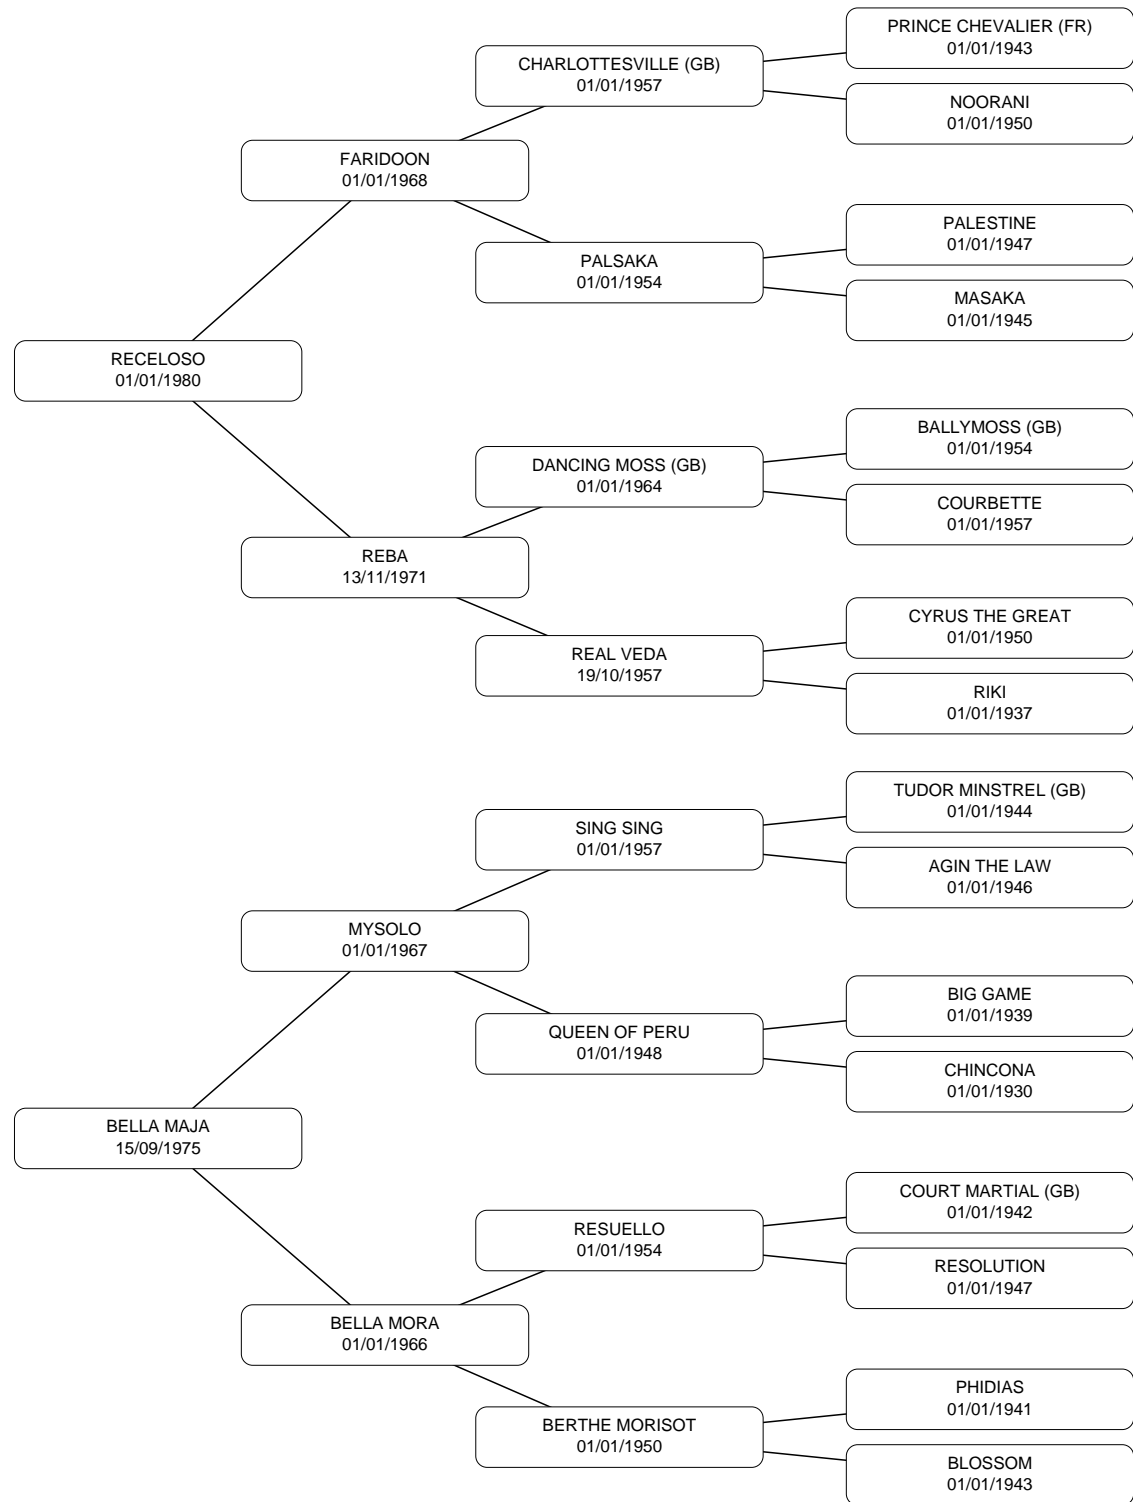 PRINCE CHEVALIER (FR)
01/01/1943
CHARLOTTESVILLE (GB)
01/01/1957
NOORANI
01/01/1950
FARIDOON
01/01/1968
PALESTINE
01/01/1947
PALSAKA
01/01/1954
MASAKA
01/01/1945
RECELOSO
01/01/1980
BALLYMOSS (GB)
01/01/1954
DANCING MOSS (GB)
01/01/1964
COURBETTE
01/01/1957
REBA
13/11/1971
CYRUS THE GREAT
01/01/1950
REAL VEDA
19/10/1957
RIKI
01/01/1937
TUDOR MINSTREL (GB)
01/01/1944
SING SING
01/01/1957
AGIN THE LAW
01/01/1946
MYSOLO
01/01/1967
BIG GAME
01/01/1939
QUEEN OF PERU
01/01/1948
CHINCONA
01/01/1930
BELLA MAJA
15/09/1975
COURT MARTIAL (GB)
01/01/1942
RESUELLO
01/01/1954
RESOLUTION
01/01/1947
BELLA MORA
01/01/1966
PHIDIAS
01/01/1941
BERTHE MORISOT
01/01/1950
BLOSSOM
01/01/1943